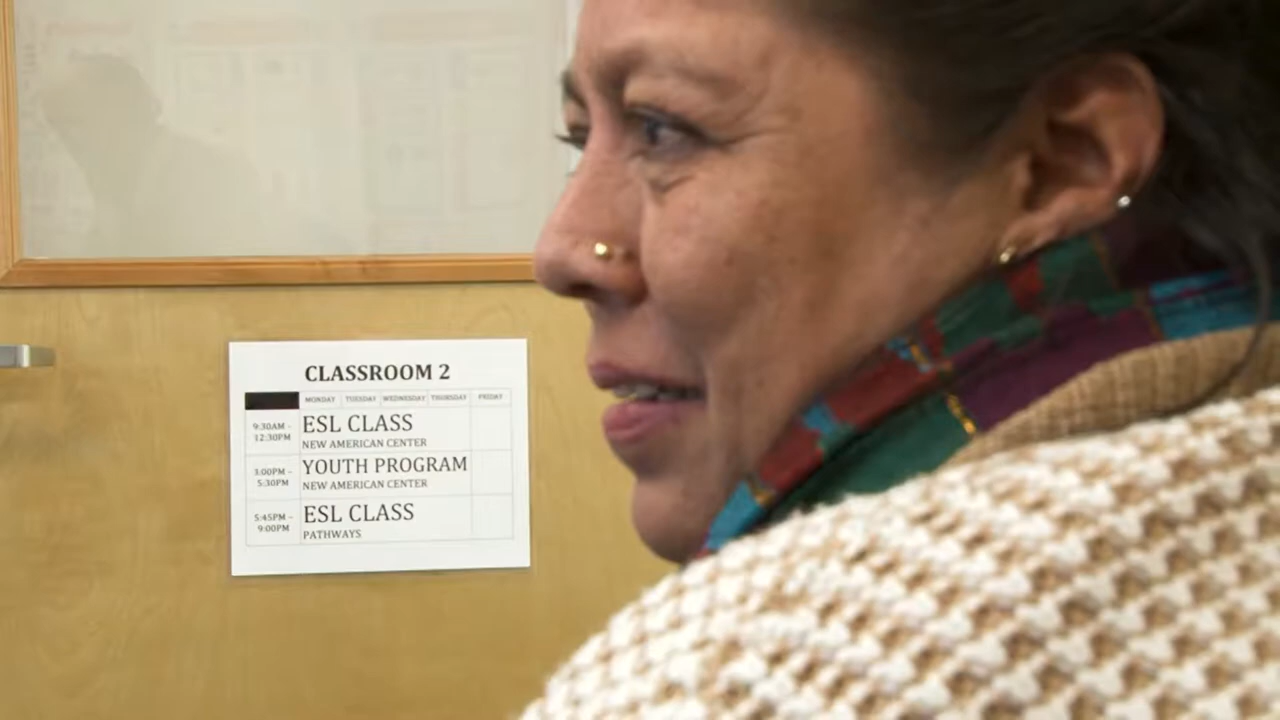 CLASSROOM 2
MONDAY TUESDAY WEDNESDAY THURSDAY FRIDAY
9:30AM – 12:30PM
ESL CLASS
NEW AMERICAN CENTER
3:00PM – 5:30PM
YOUTH PROGRAM
NEW AMERICAN CENTER
5:45PM – 9:00PM
ESL CLASS
PATHWAYS